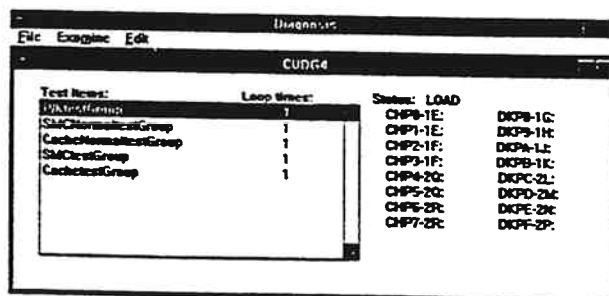 Diagnosis
File Examine Edit
CUDG4
Test Items: Loop times:
1
SMCNormaltestGroup 1
CacheNormaltestGroup 1
SMCtestGroup 1
CachetestGroup 1
Status: LOAD
CHP0-1E: DKP8-1G:
CHP1-1E: DKP9-1H:
CHP2-1F: DKPA-1J:
CHP3-1F: DKPB-1K:
CHP4-2Q: DKPC-2L:
CHP5-2Q: DKPD-2M:
CHP6-2R: DKPE-2N:
CHP7-2R: DKPF-2P: